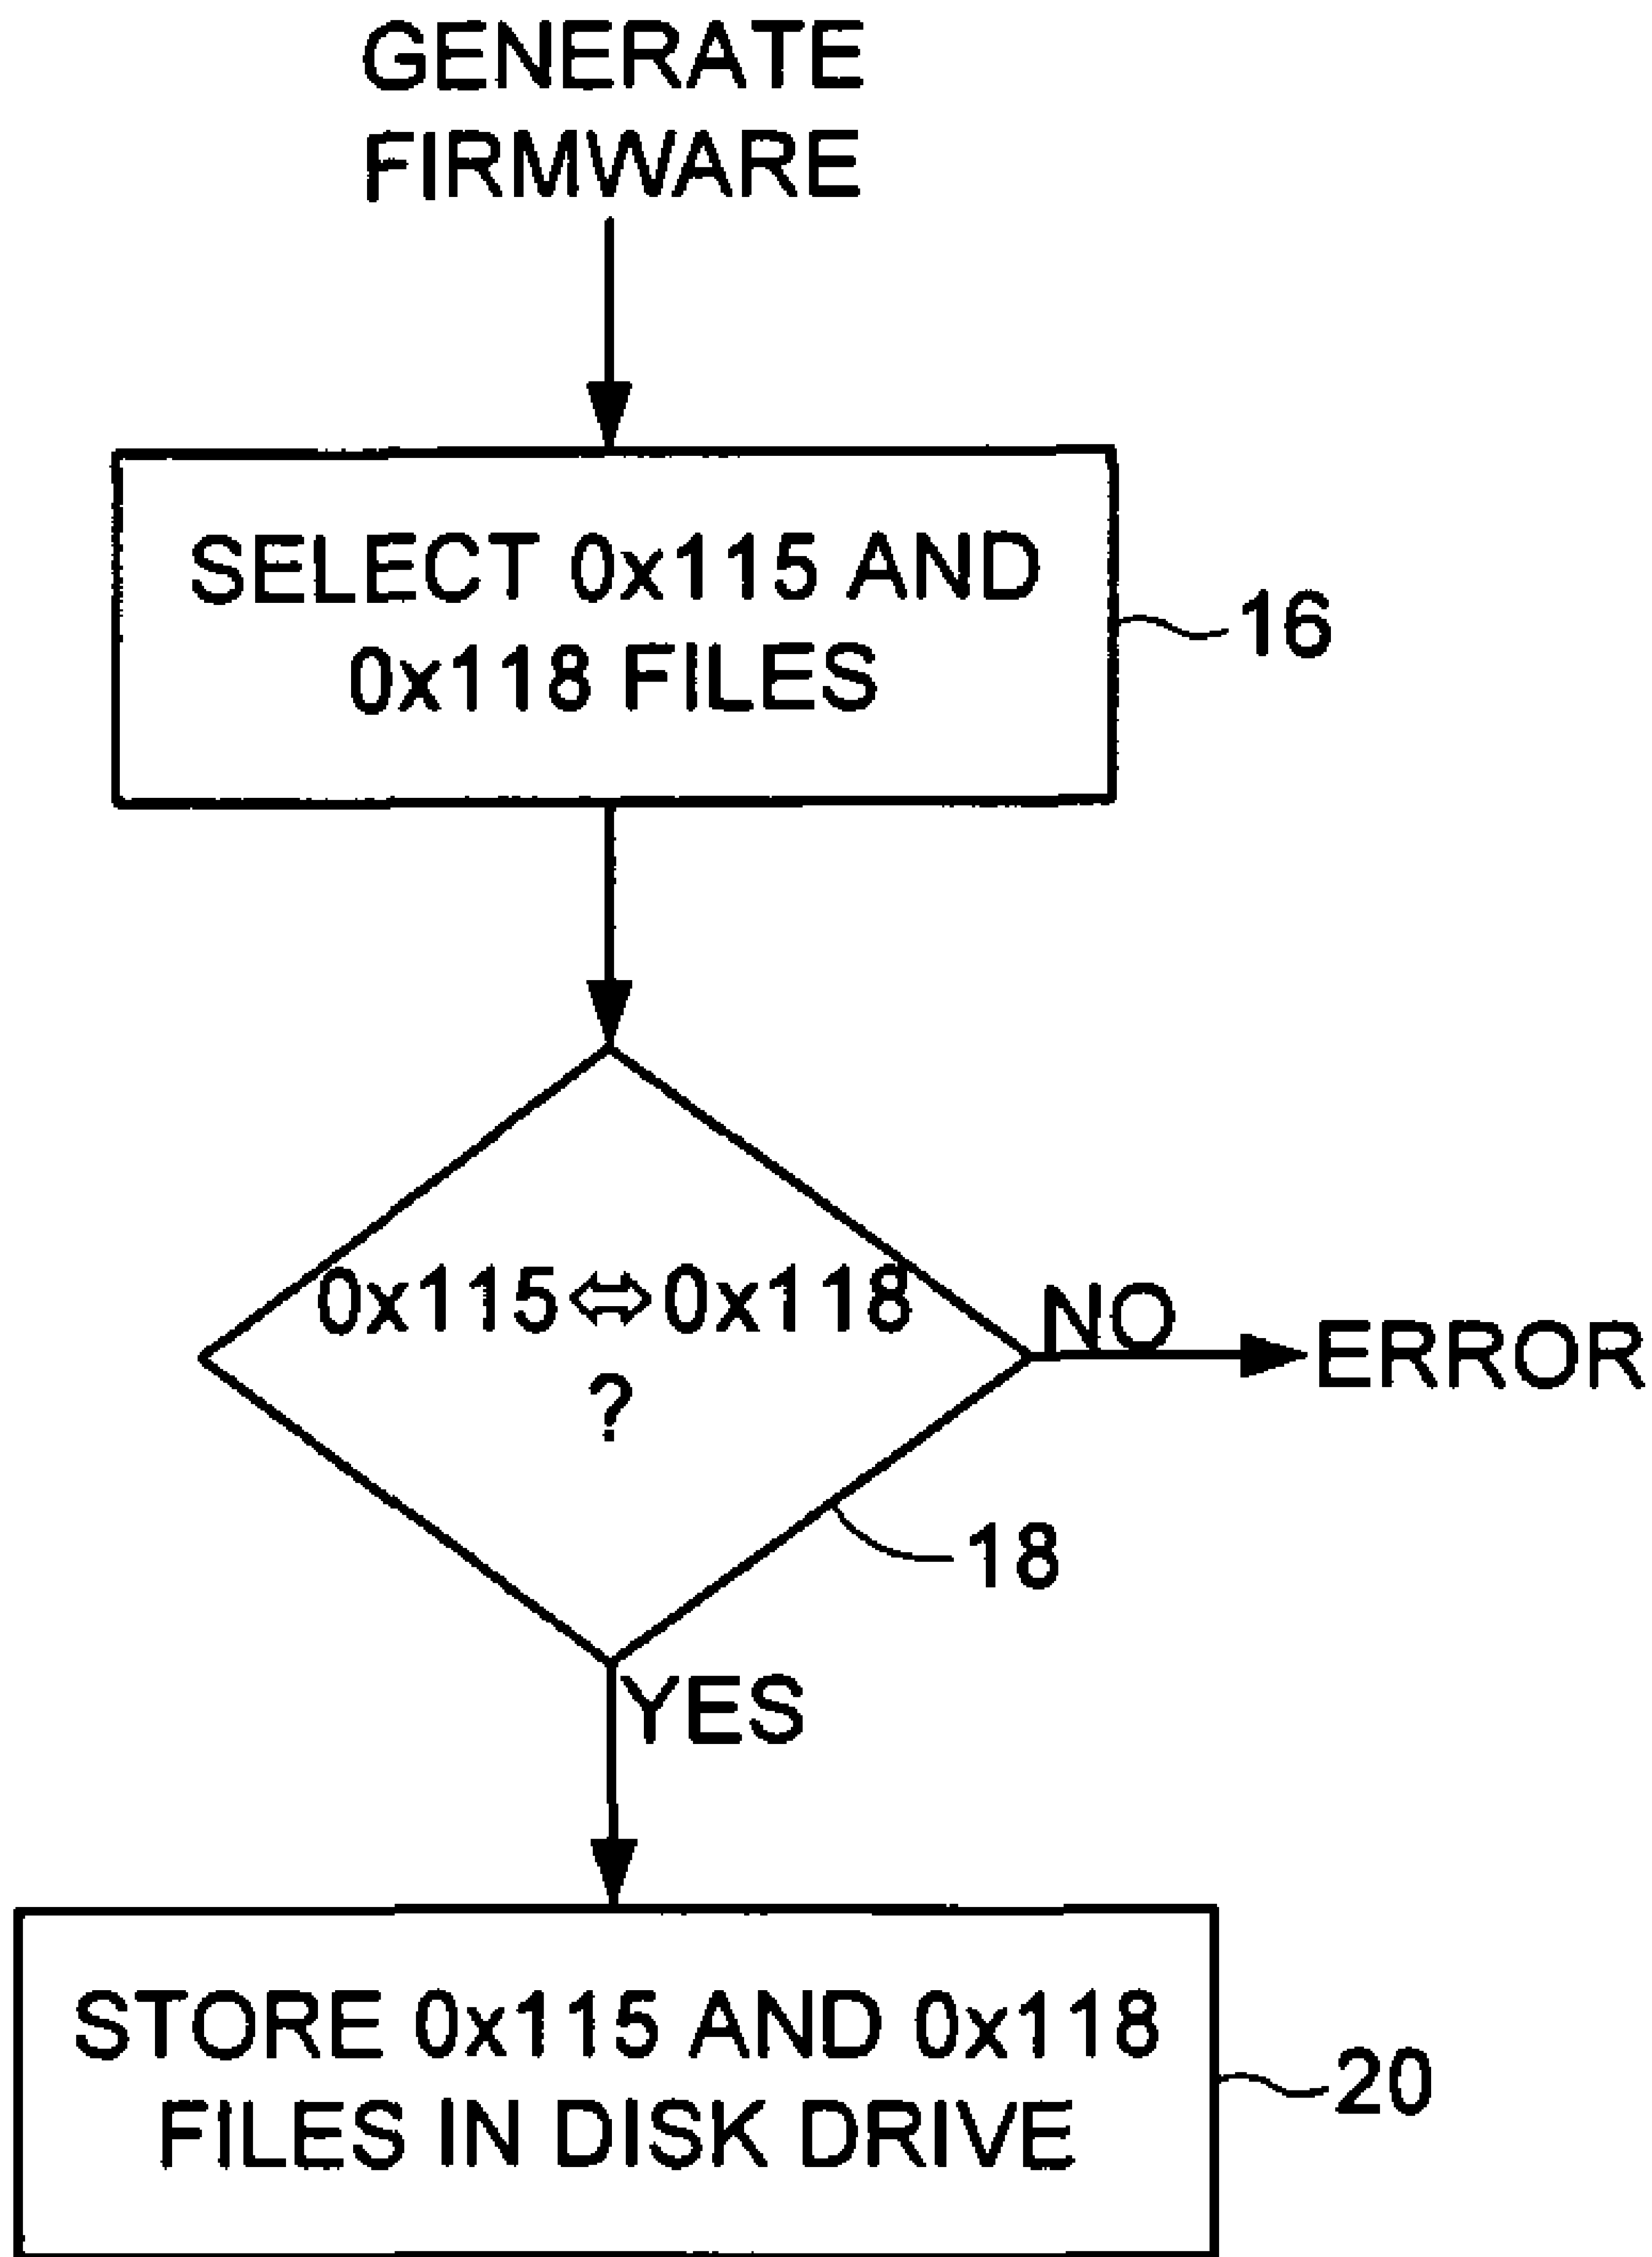 GENERATE
FIRMWARE
SELECT 0x115 AND
0x118 FILES
16
0x115⇔0x118
?
NO
ERROR
18
YES
STORE 0x115 AND 0x118
FILES IN DISK DRIVE
20